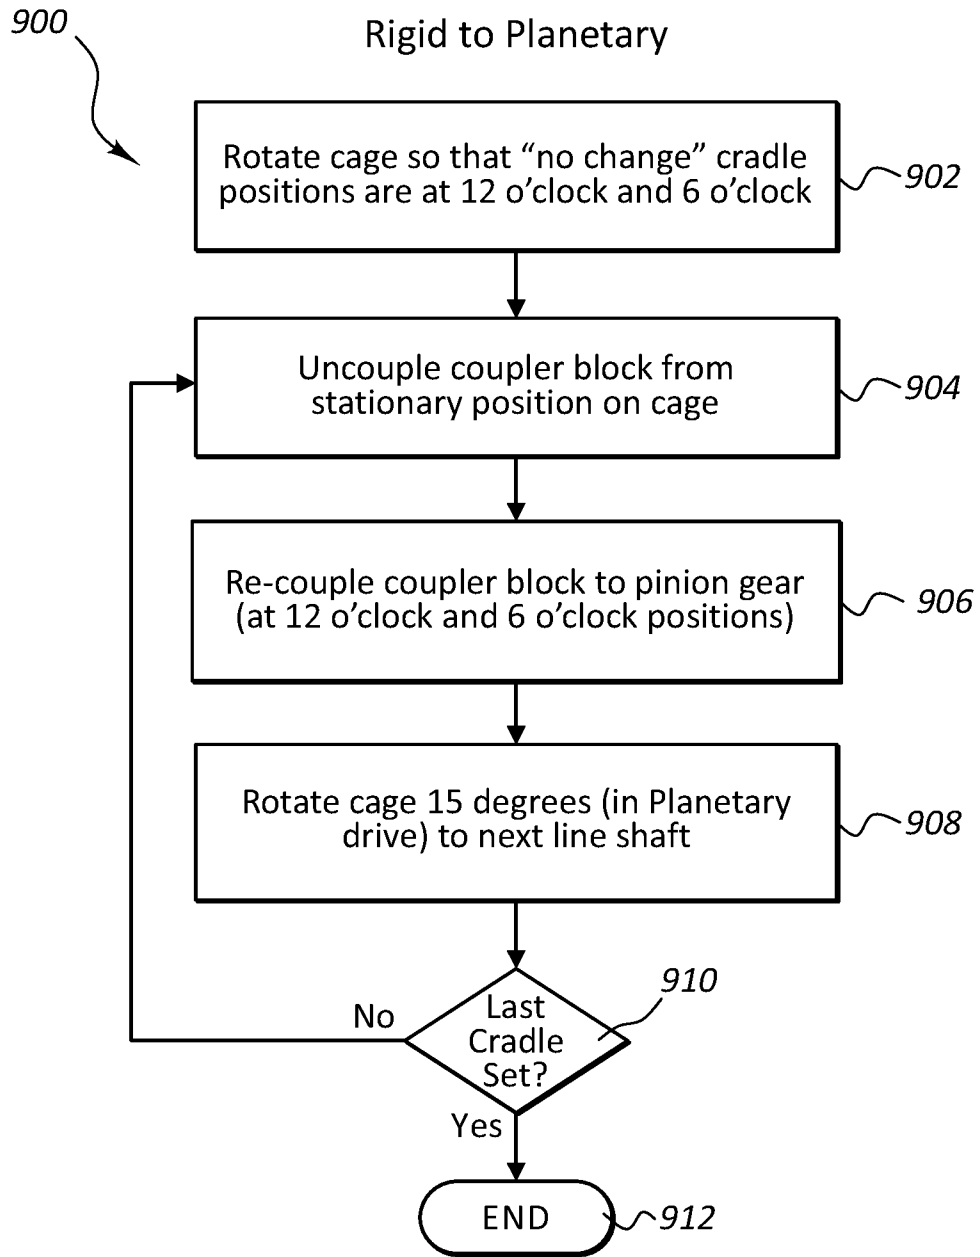 900
Rigid to Planetary
Rotate cage so that “no change” cradle
positions are at 12 o’clock and 6 o’clock
902
Uncouple coupler block from
stationary position on cage
904
Re-couple coupler block to pinion gear
(at 12 o’clock and 6 o’clock positions)
906
Rotate cage 15 degrees (in Planetary
drive) to next line shaft
908
910
No
Last
Cradle
Set?
Yes
END
912